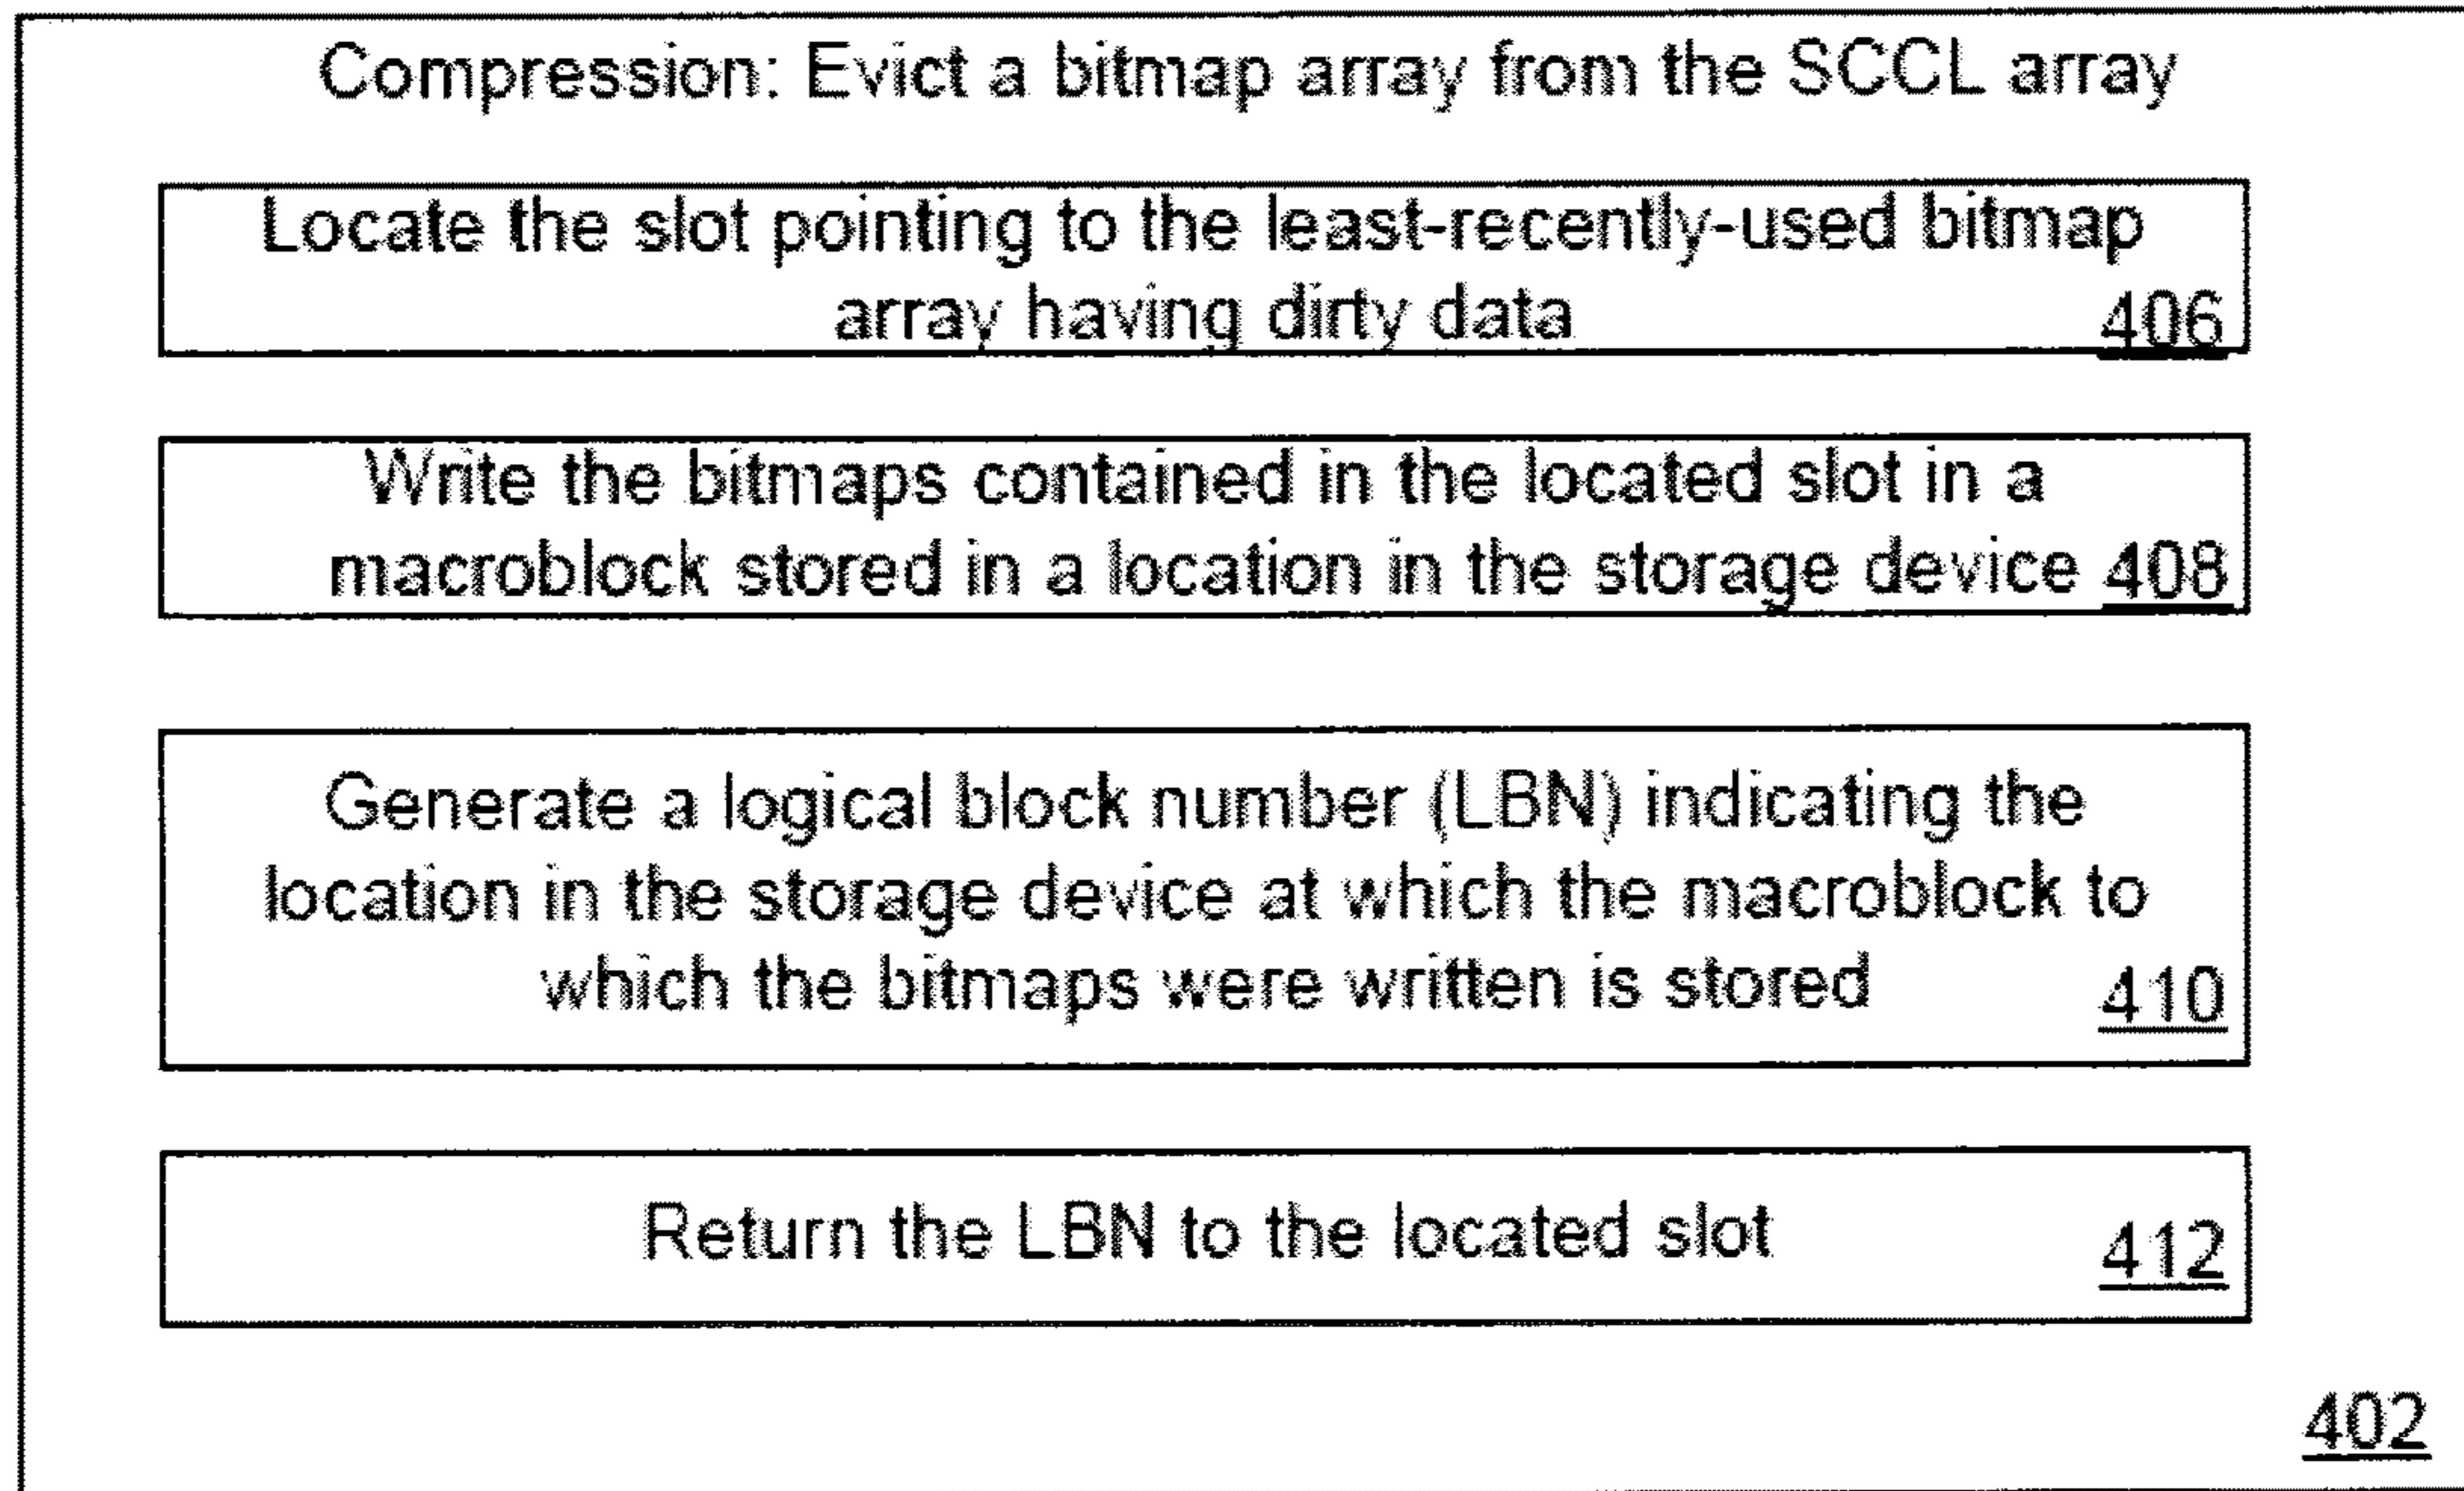 Compression: Evict a bitmap array from the SCCL array
Locate the slot pointing to the least-recently-used bitmap
array having dirty data 406
Write the bitmaps contained in the located slot in a
macroblock stored in a location in the storage device 408
Generate a logical block number (LBN) indicating the
location in the storage device at which the macroblock to
which the bitmaps were written is stored 410
Return the LBN to the located slot 412
402